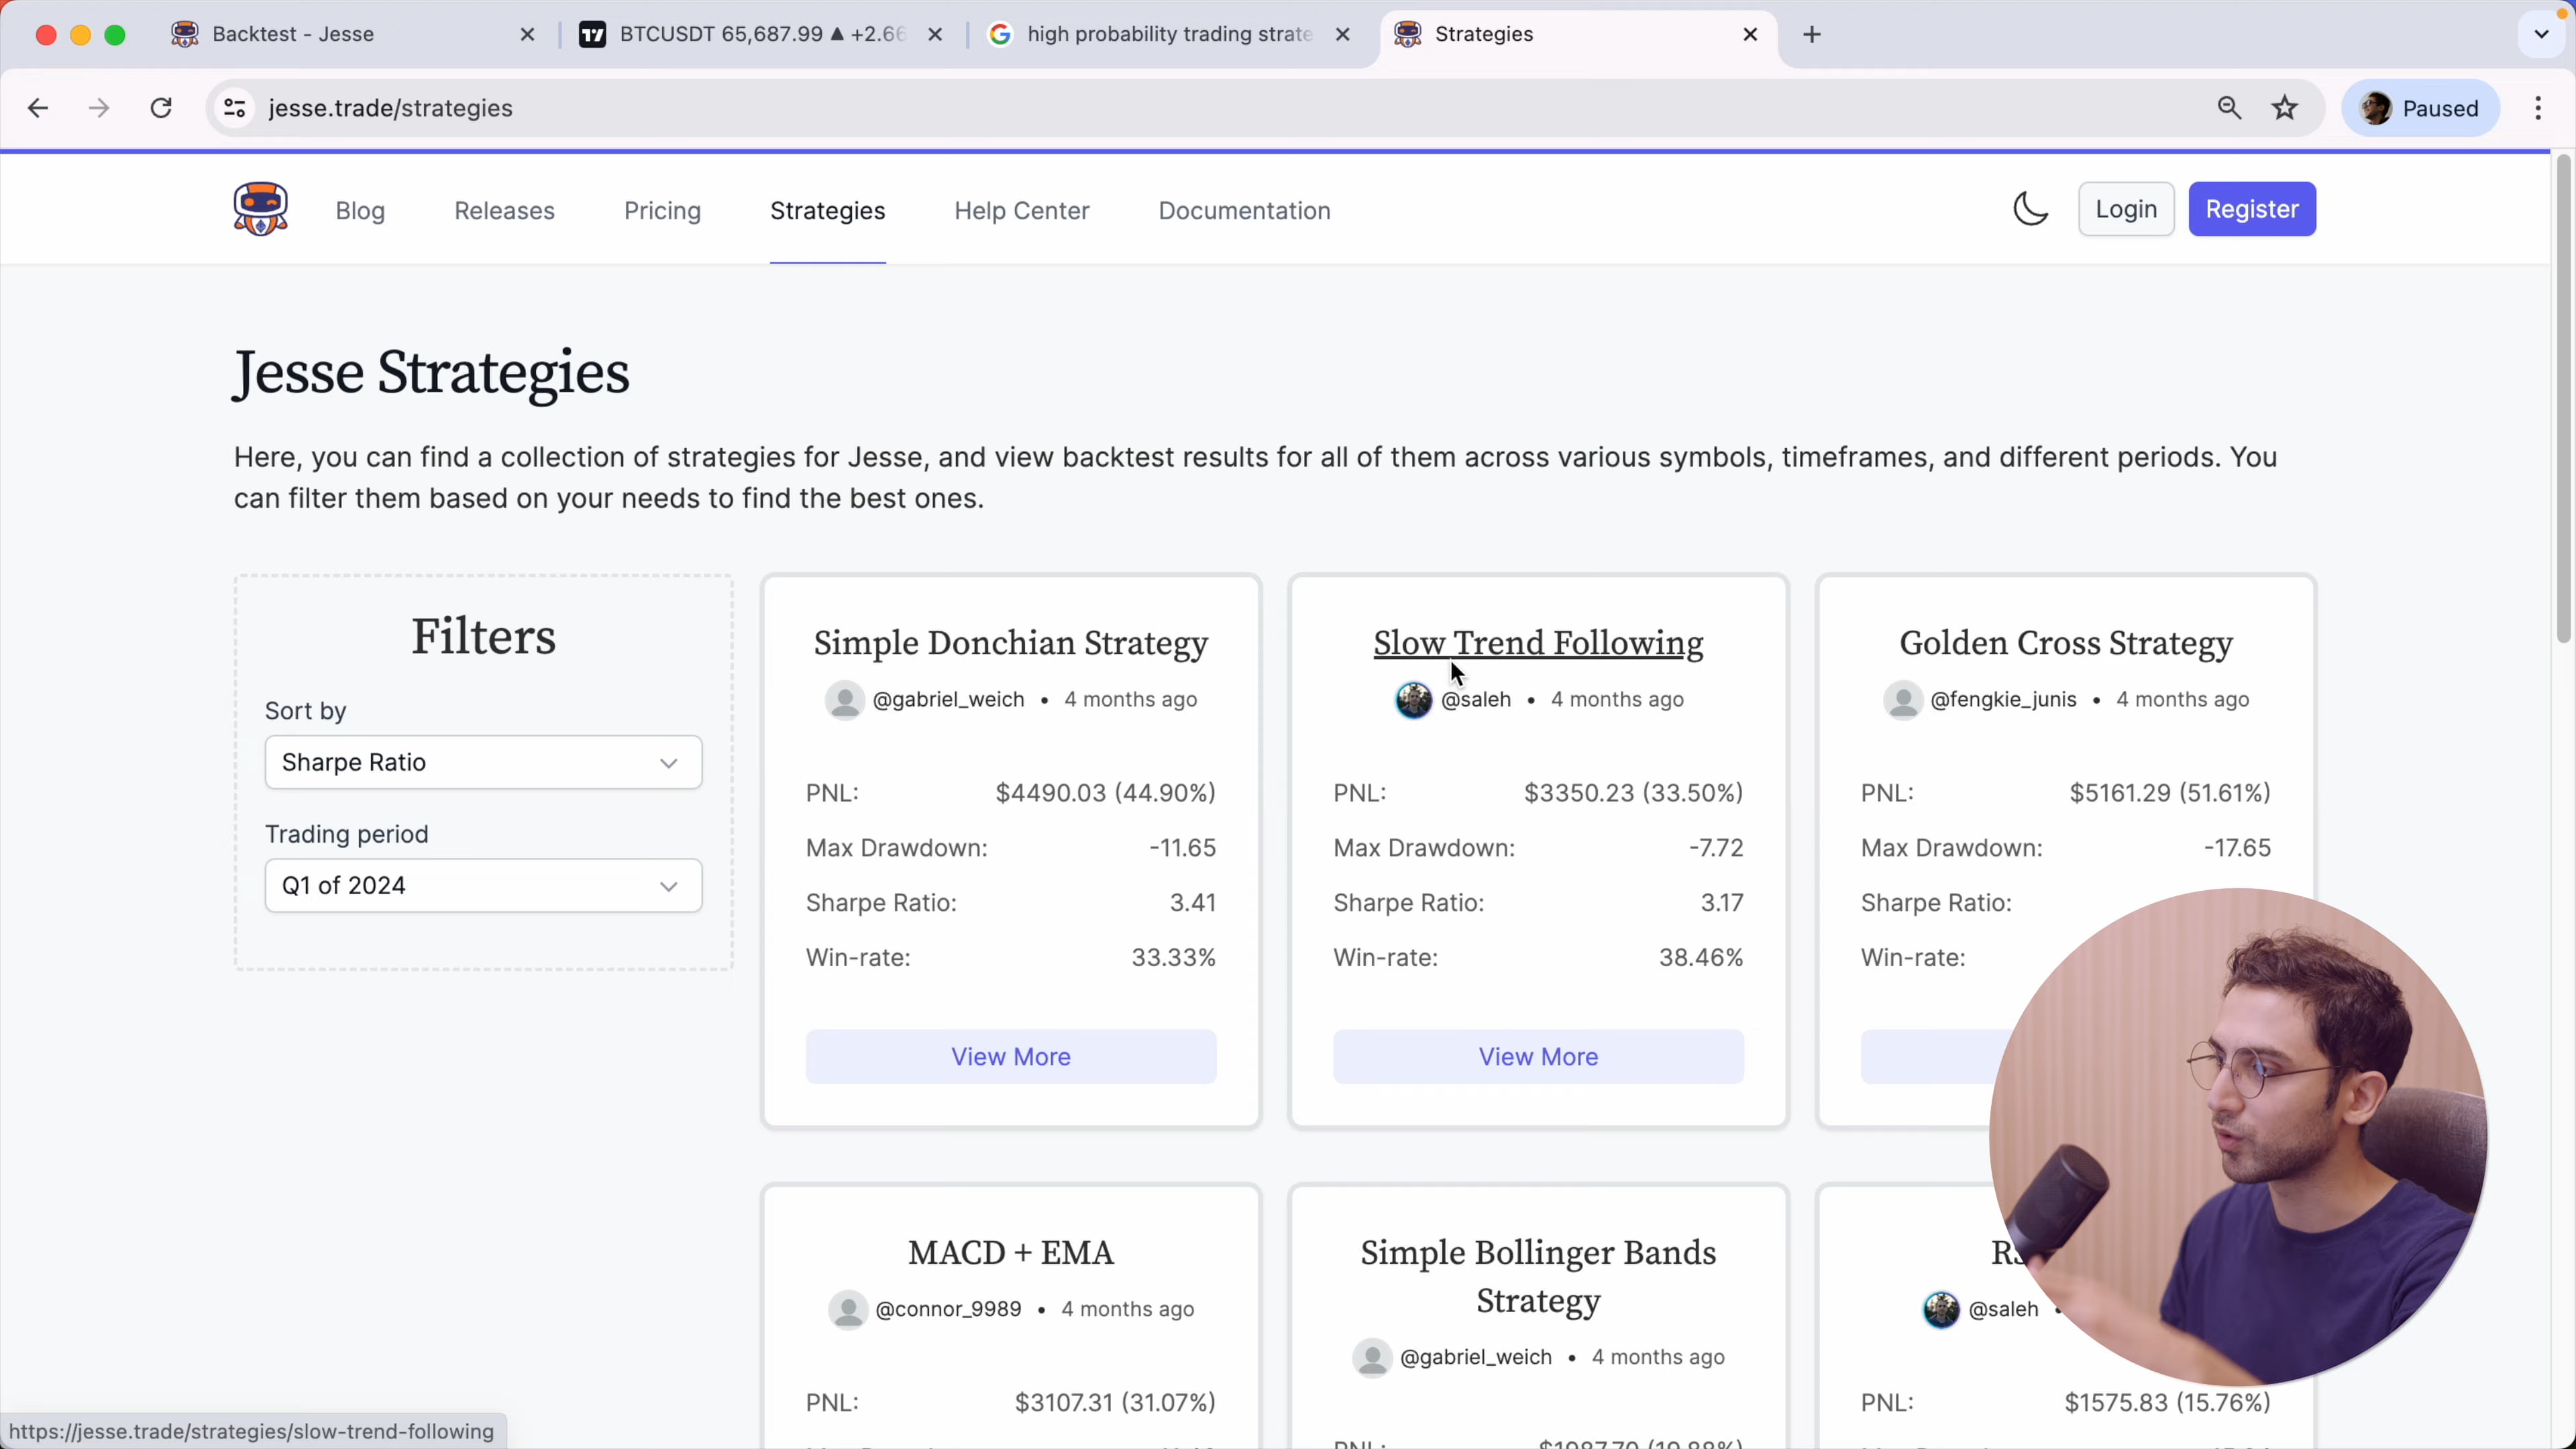 Backtest - Jesse
BTCUSDT 65,687.99 ▲ +2.66
high probability trading strate
Strategies
jesse.trade/strategies
Paused
Blog
Releases
Pricing
Strategies
Help Center
Documentation
Login
Register
Jesse Strategies
Here, you can find a collection of strategies for Jesse, and view backtest results for all of them across various symbols, timeframes, and different periods. You
can filter them based on your needs to find the best ones.
Filters
Sort by
Sharpe Ratio
Trading period
Q1 of 2024
Simple Donchian Strategy
@gabriel_weich • 4 months ago
PNL: $4490.03 (44.90%)
Max Drawdown: -11.65
Sharpe Ratio: 3.41
Win-rate: 33.33%
View More
Slow Trend Following
@saleh • 4 months ago
PNL: $3350.23 (33.50%)
Max Drawdown: -7.72
Sharpe Ratio: 3.17
Win-rate: 38.46%
View More
Golden Cross Strategy
@fengkie_junis • 4 months ago
PNL: $5161.29 (51.61%)
Max Drawdown: -17.65
Sharpe Ratio:
Win-rate:
MACD + EMA
@connor_9989 • 4 months ago
PNL: $3107.31 (31.07%)
Simple Bollinger Bands
Strategy
@gabriel_weich • 4 months ago
PNL: $1987.70 (19.88%)
@saleh •
PNL: $1575.83 (15.76%)
https://jesse.trade/strategies/slow-trend-following